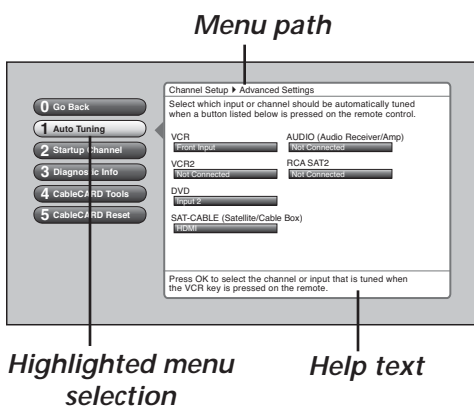 Menu path
Channel Setup ▶ Advanced Settings
Select which input or channel should be automatically tuned
when a button listed below is pressed on the remote control.
0 Go Back
1 Auto Tuning
2 Startup Channel
3 Diagnostic Info
4 CableCARD Tools
5 CableCARD Reset
VCR
Front Input
AUDIO (Audio Receiver/Amp)
Not Connected
VCR2
Not Connected
RCA SAT2
Not Connected
DVD
Input 2
SAT-CABLE (Satellite/Cable Box)
HDMI
Press OK to select the channel or input that is tuned when
the VCR key is pressed on the remote.
Highlighted menu
selection
Help text